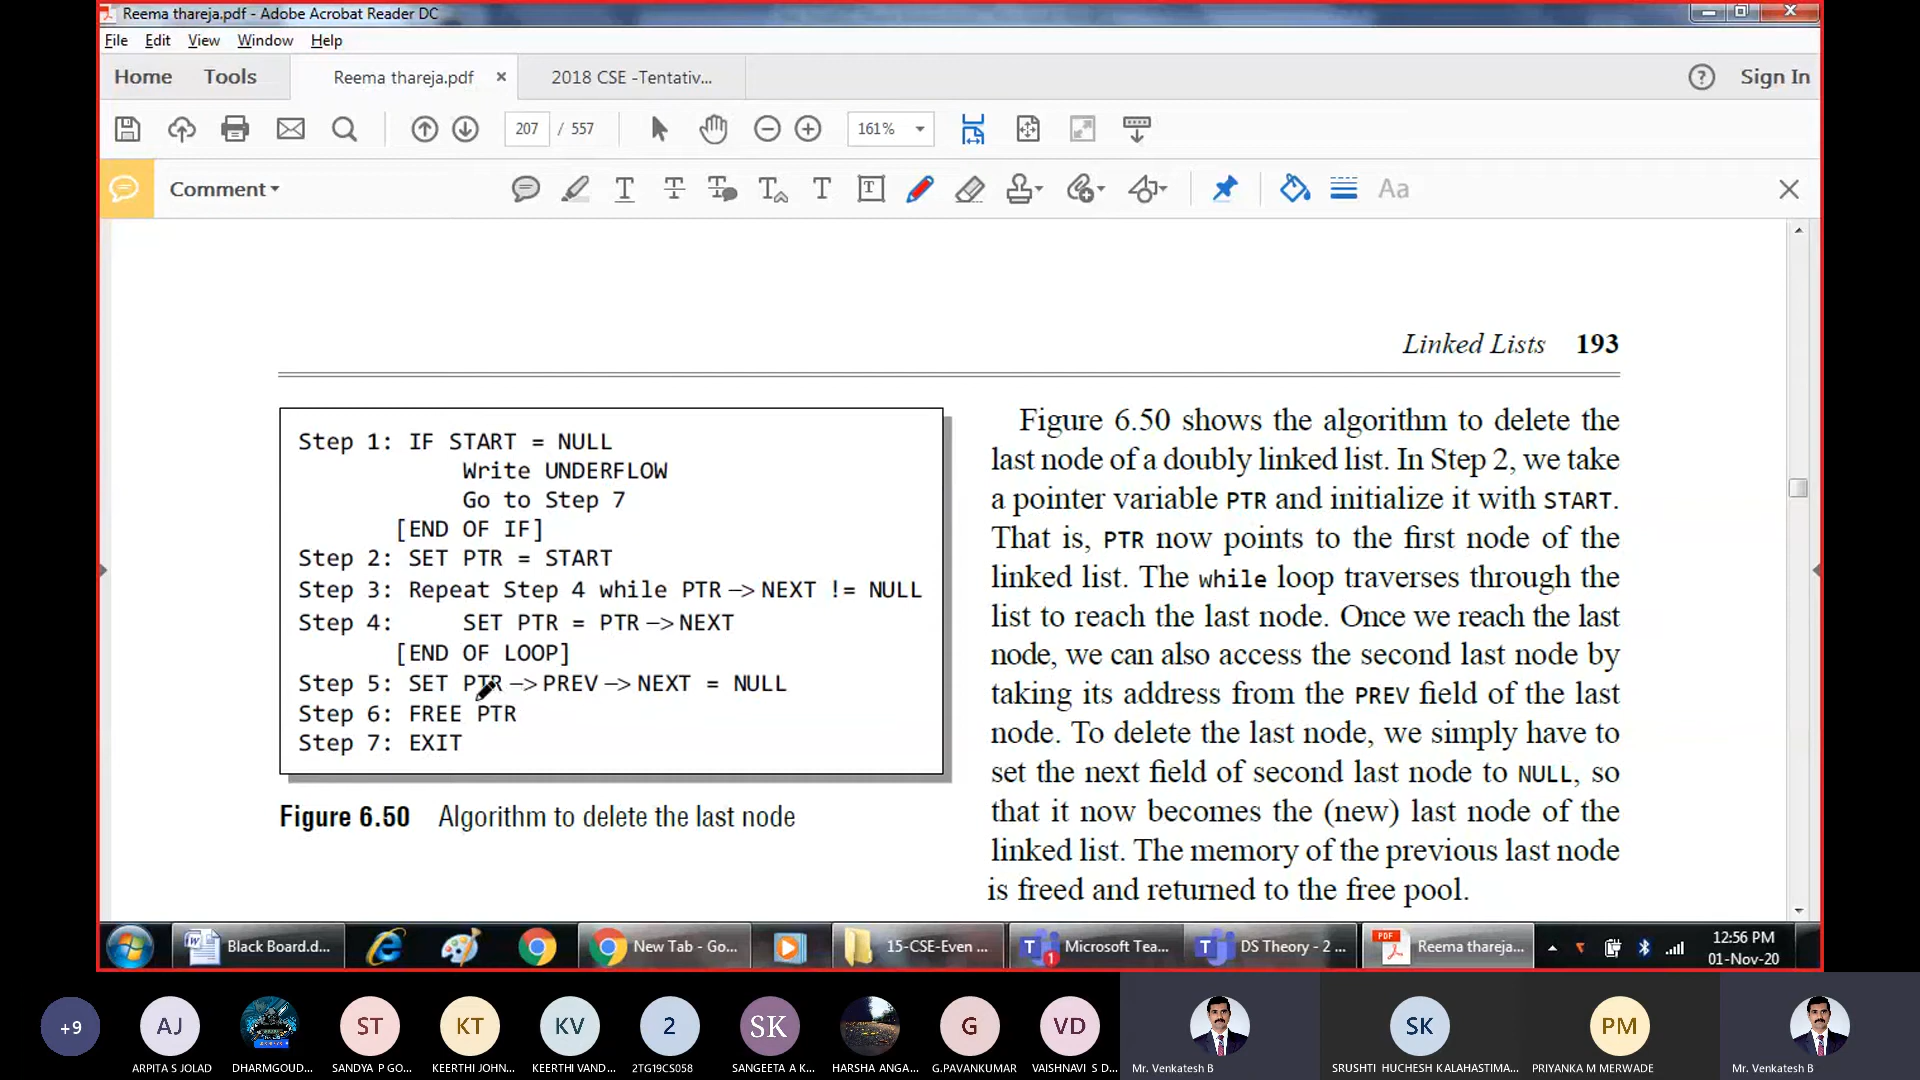 Reema thareja.pdf - Adobe Acrobat Reader DC
File Edit View Window Help
Home Tools Reema thareja.pdf × 2018 CSE -Tentativ... Sign In
207 / 557 161%
Comment
Linked Lists 193
Step 1: IF START = NULL
Write UNDERFLOW
Go to Step 7
[END OF IF]
Step 2: SET PTR = START
Step 3: Repeat Step 4 while PTR –> NEXT != NULL
Step 4: SET PTR = PTR –> NEXT
[END OF LOOP]
Step 5: SET PTR –> PREV –> NEXT = NULL
Step 6: FREE PTR
Step 7: EXIT
Figure 6.50 Algorithm to delete the last node
Figure 6.50 shows the algorithm to delete the
last node of a doubly linked list. In Step 2, we take
a pointer variable PTR and initialize it with START.
That is, PTR now points to the first node of the
linked list. The while loop traverses through the
list to reach the last node. Once we reach the last
node, we can also access the second last node by
taking its address from the PREV field of the last
node. To delete the last node, we simply have to
set the next field of second last node to NULL, so
that it now becomes the (new) last node of the
linked list. The memory of the previous last node
is freed and returned to the free pool.
Black Board.d... New Tab - Go... 15-CSE-Even ... Microsoft Tea... DS Theory - 2 ... Reema thareja... 12:56 PM
01-Nov-20
+9 AJ ST KT KV 2 SK G VD SK PM
ARPITA S JOLAD DHARMGOUD... SANDYA P GO... KEERTHI JOHN... KEERTHI VAND... 2TG19CS058 SANGEETA A K... HARSHA ANGA... G.PAVANKUMAR VAISHNAVI S D... Mr. Venkatesh B SRUSHTI HUCHESH KALAHASTIMA... PRIYANKA M MERWADE Mr. Venkatesh B